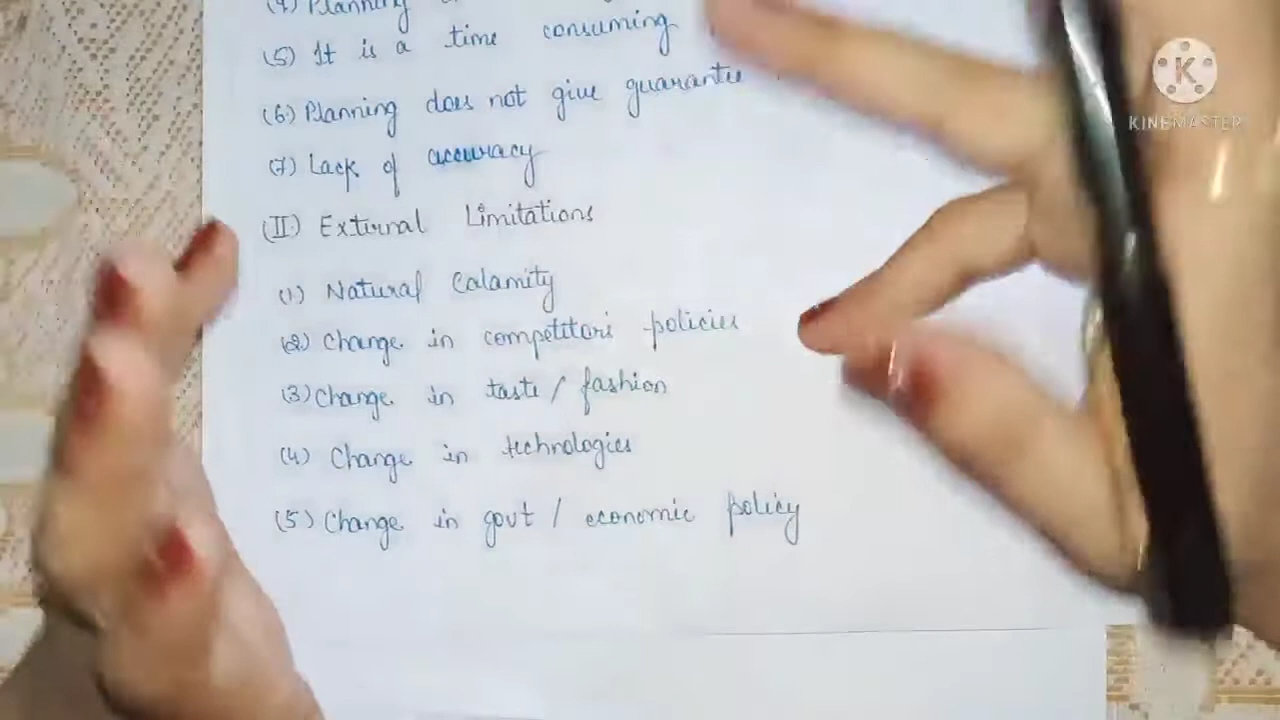 (4) Planning
(5) It is a time consuming
(6) Planning does not give guarantee
(7) Lack of accuracy
(II) External Limitations
(1) Natural Calamity
(2) Change in competitors policies
(3) Change in taste / fashion
(4) Change in technologies
(5) Change in govt / economic policy
K
KINEMASTER